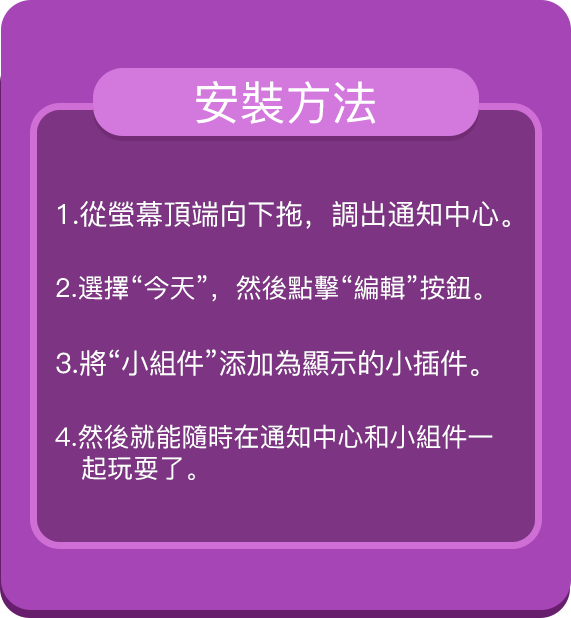 安裝方法
1.從螢幕頂端向下拖，調出通知中心。
2.選擇“今天”，然後點擊“編輯”按鈕。
3.將“小組件”添加為顯示的小插件。
4.然後就能隨時在通知中心和小組件一
起玩耍了。